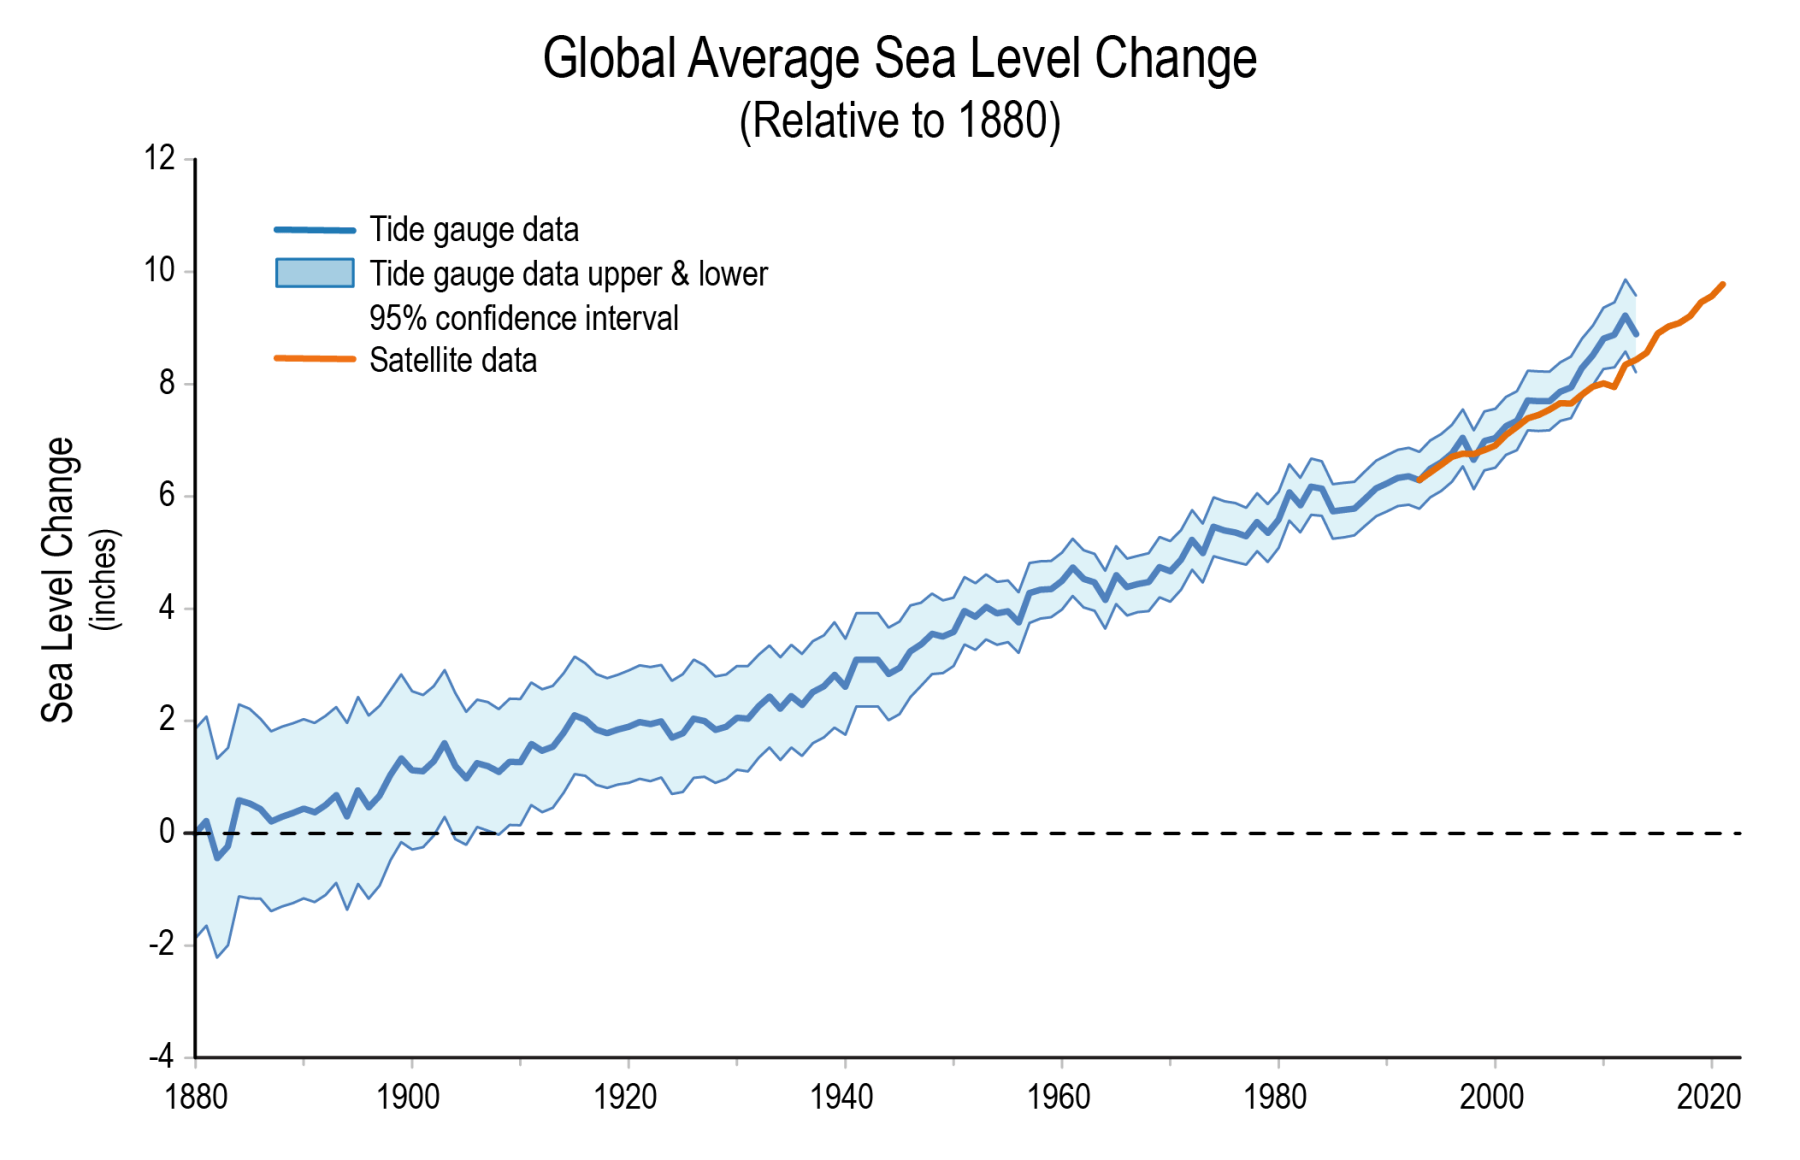 Global Average Sea Level Change
(Relative to 1880)
12
10
8
6
4
2
0
-2
-4
Sea Level Change
(inches)
Tide gauge data
Tide gauge data upper & lower
95% confidence interval
Satellite data
1880
1900
1920
1940
1960
1980
2000
2020